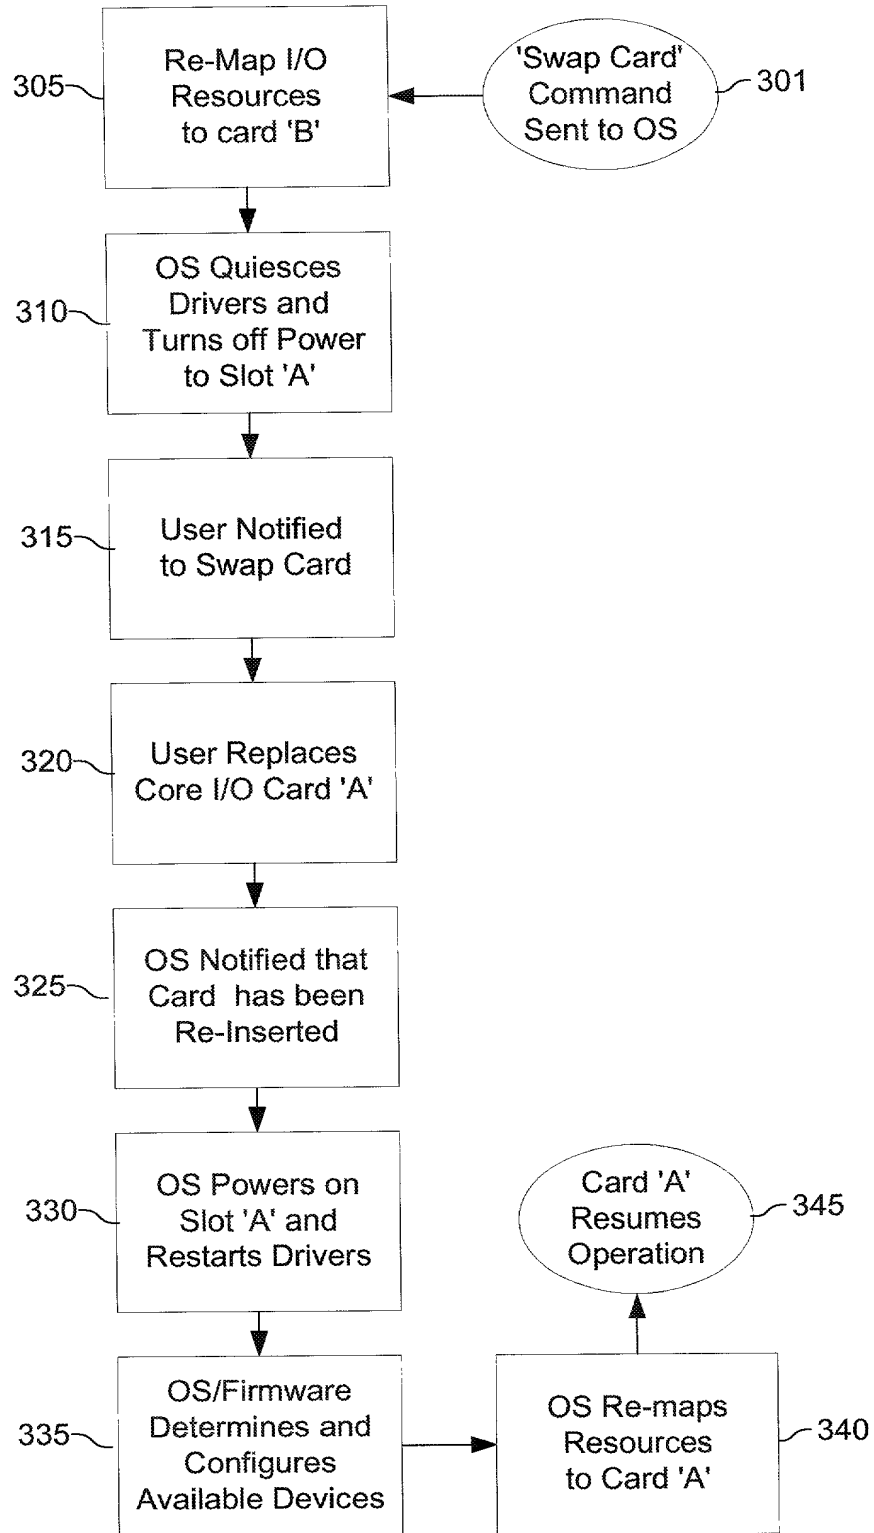 'Swap Card'
Command
Sent to OS
301
305
Re-Map I/O
Resources
to card 'B'
310
OS Quiesces
Drivers and
Turns off Power
to Slot 'A'
315
User Notified
to Swap Card
320
User Replaces
Core I/O Card 'A'
325
OS Notified that
Card has been
Re-Inserted
330
OS Powers on
Slot 'A' and
Restarts Drivers
335
OS/Firmware
Determines and
Configures
Available Devices
OS Re-maps
Resources
to Card 'A'
340
Card 'A'
Resumes
Operation
345